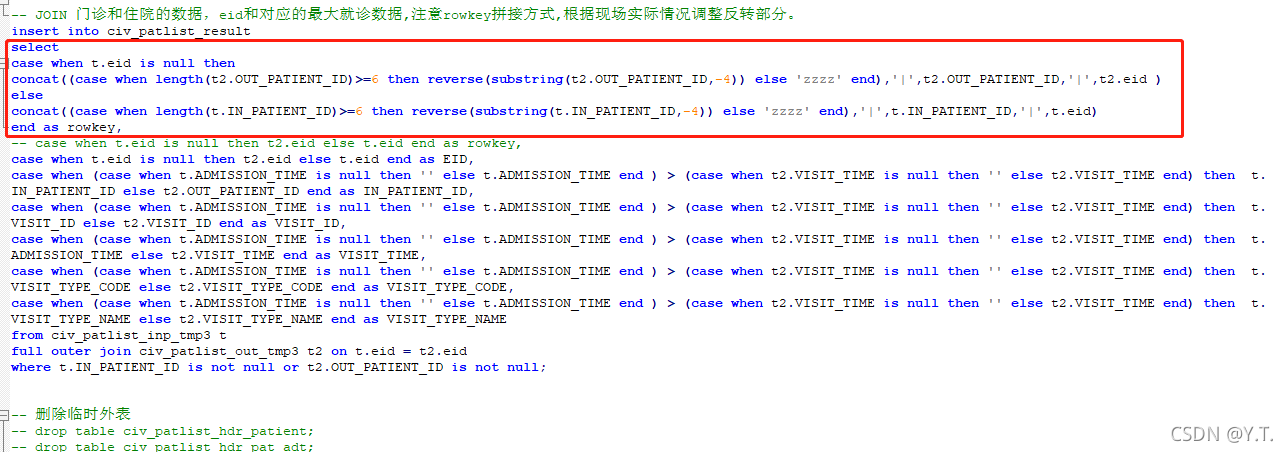 -- JOIN 门诊和住院的数据，eid和对应的最大就诊数据,注意rowkey拼接方式,根据现场实际情况调整反转部分。
insert into civ_patlist_result
select
case when t.eid is null then
concat((case when length(t2.OUT_PATIENT_ID)>=6 then reverse(substring(t2.OUT_PATIENT_ID,-4)) else 'zzzz' end),'|',t2.OUT_PATIENT_ID,'|',t2.eid )
else
concat((case when length(t.IN_PATIENT_ID)>=6 then reverse(substring(t.IN_PATIENT_ID,-4)) else 'zzzz' end),'|',t.IN_PATIENT_ID,'|',t.eid)
end as rowkey,
-- case when t.eid is null then t2.eid else t.eid end as rowkey,
case when t.eid is null then t2.eid else t.eid end as EID,
case when (case when t.ADMISSION_TIME is null then '' else t.ADMISSION_TIME end ) > (case when t2.VISIT_TIME is null then '' else t2.VISIT_TIME end) then  t.
IN_PATIENT_ID else t2.OUT_PATIENT_ID end as IN_PATIENT_ID,
case when (case when t.ADMISSION_TIME is null then '' else t.ADMISSION_TIME end ) > (case when t2.VISIT_TIME is null then '' else t2.VISIT_TIME end) then  t.
VISIT_ID else t2.VISIT_ID end as VISIT_ID,
case when (case when t.ADMISSION_TIME is null then '' else t.ADMISSION_TIME end ) > (case when t2.VISIT_TIME is null then '' else t2.VISIT_TIME end) then  t.
ADMISSION_TIME else t2.VISIT_TIME end as VISIT_TIME,
case when (case when t.ADMISSION_TIME is null then '' else t.ADMISSION_TIME end ) > (case when t2.VISIT_TIME is null then '' else t2.VISIT_TIME end) then  t.
VISIT_TYPE_CODE else t2.VISIT_TYPE_CODE end as VISIT_TYPE_CODE,
case when (case when t.ADMISSION_TIME is null then '' else t.ADMISSION_TIME end ) > (case when t2.VISIT_TIME is null then '' else t2.VISIT_TIME end) then  t.
VISIT_TYPE_NAME else t2.VISIT_TYPE_NAME end as VISIT_TYPE_NAME
from civ_patlist_inp_tmp3 t
full outer join civ_patlist_out_tmp3 t2 on t.eid = t2.eid
where t.IN_PATIENT_ID is not null or t2.OUT_PATIENT_ID is not null;
-- 删除临时外表
-- drop table civ_patlist_hdr_patient;
-- drop table civ_patlist_hdr_pat_adt;
CSDN @Y.T.